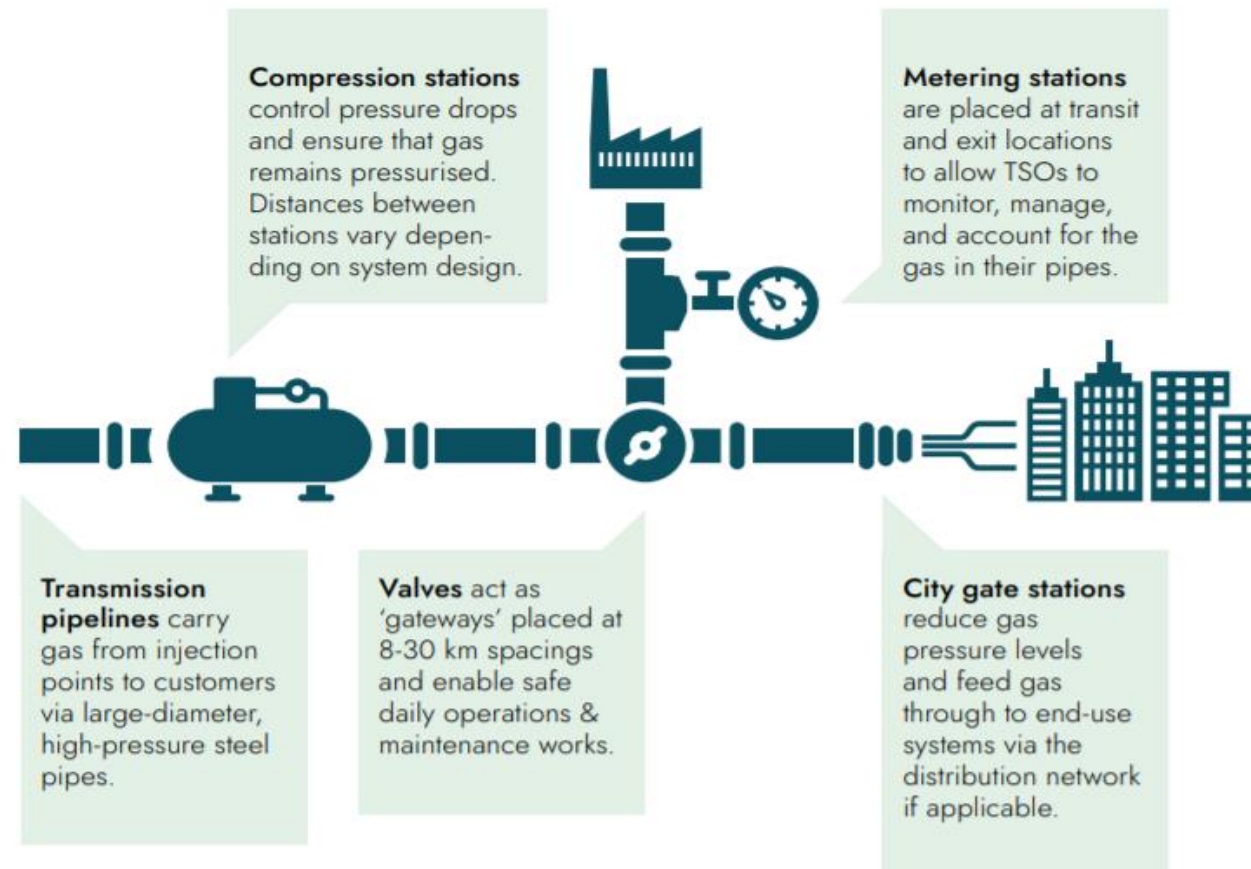 Compression stations
control pressure drops
and ensure that gas
remains pressurised.
Distances between
stations vary depen-
ding on system design.
Metering stations
are placed at transit
and exit locations
to allow TSOs to
monitor, manage,
and account for the
gas in their pipes.
Transmission
pipelines carry
gas from injection
points to customers
via large-diameter,
high-pressure steel
pipes.
Valves act as
‘gateways’ placed at
8-30 km spacings
and enable safe
daily operations &
maintenance works.
City gate stations
reduce gas
pressure levels
and feed gas
through to end-use
systems via the
distribution network
if applicable.